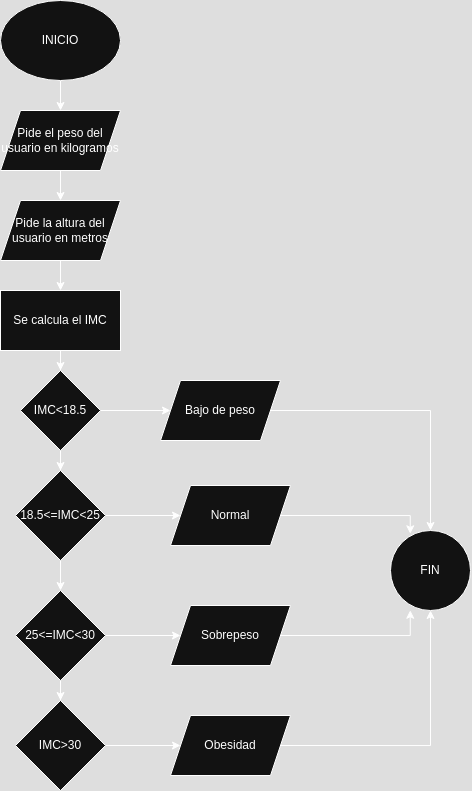 INICIO
Pide el peso del
usuario en kilogramos
Pide la altura del
usuario en metros
Se calcula el IMC
IMC<18.5
Bajo de peso
18.5<=IMC<25
Normal
FIN
25<=IMC<30
Sobrepeso
IMC>30
Obesidad